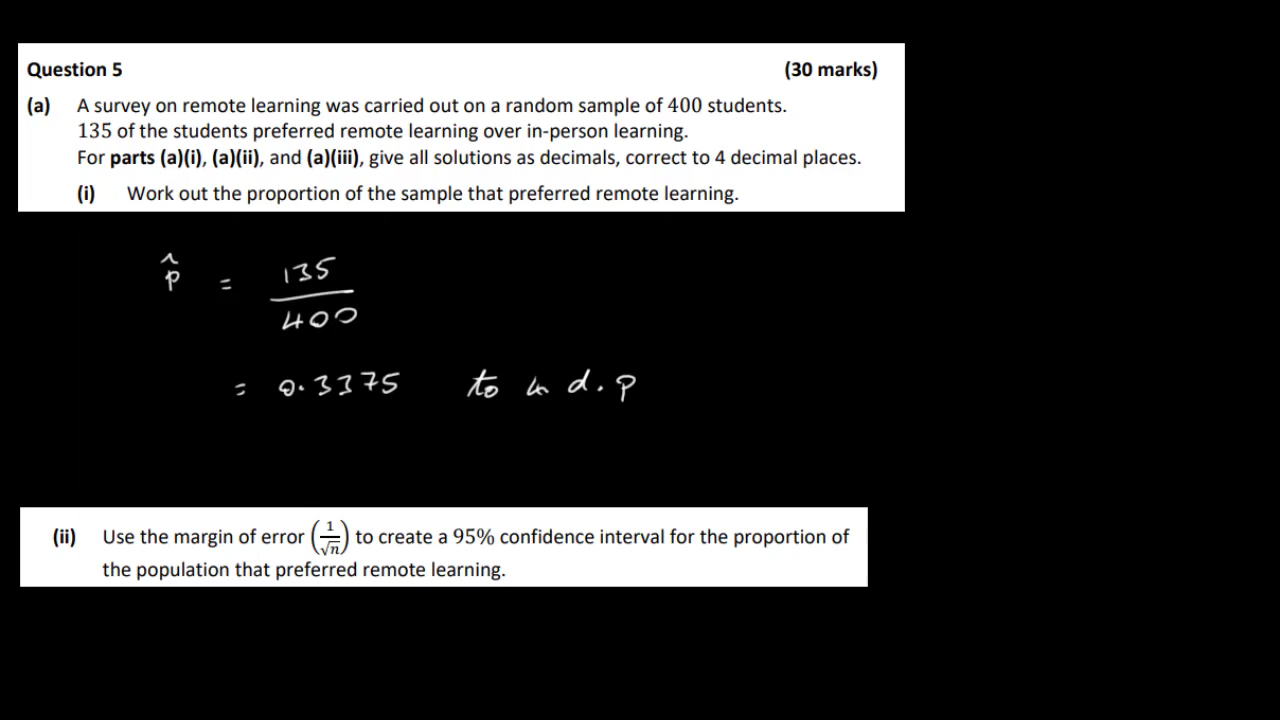 Question 5 (30 marks)
(a) A survey on remote learning was carried out on a random sample of 400 students.
135 of the students preferred remote learning over in-person learning.
For parts (a)(i), (a)(ii), and (a)(iii), give all solutions as decimals, correct to 4 decimal places.
(i) Work out the proportion of the sample that preferred remote learning.
p̂ = 135/400
= 0.3375 to 4 d.p
(ii) Use the margin of error (1/√n) to create a 95% confidence interval for the proportion of
the population that preferred remote learning.